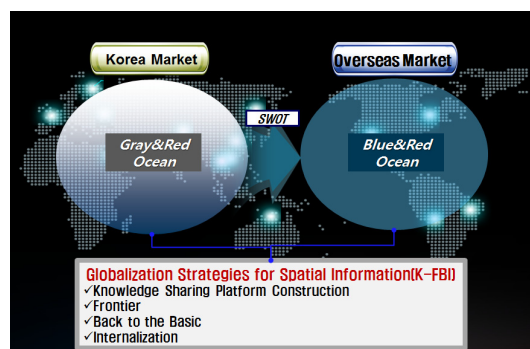 Korea Market
Overseas Market
SWOT
Gray&Red
Ocean
Blue&Red
Ocean
Globalization Strategies for Spatial Information(K-FBI)
✓Knowledge Sharing Platform Construction
✓Frontier
✓Back to the Basic
✓Internalization